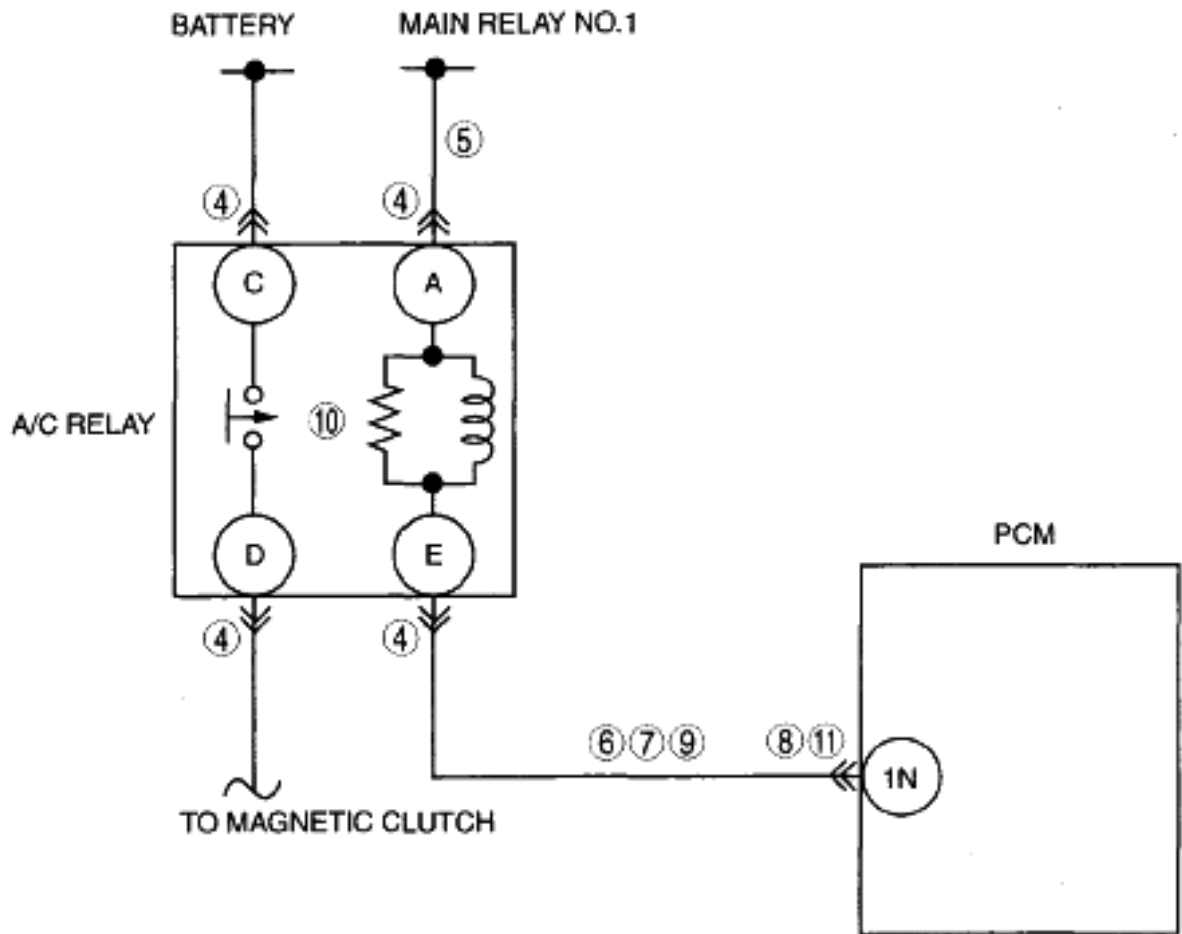 BATTERY
MAIN RELAY NO.1
⑤
④
④
C
A
A/C RELAY
⑩
D
E
PCM
④
④
⑥⑦⑨
⑧⑪
1N
TO MAGNETIC CLUTCH